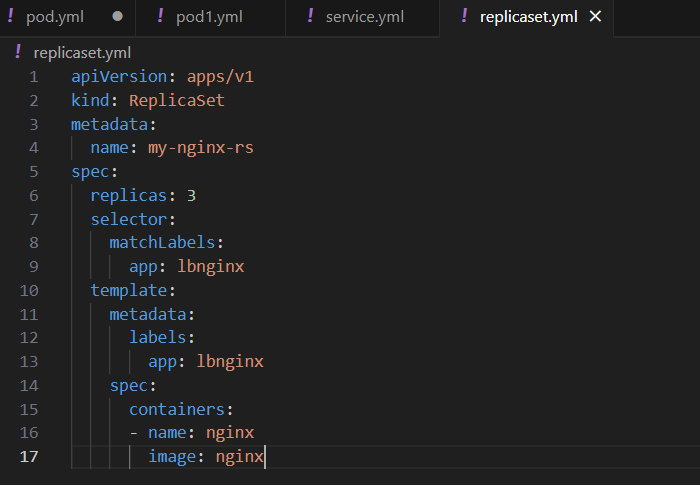 ! pod.yml ● ! pod1.yml ! service.yml ! replicaset.yml ×
! replicaset.yml
1 apiVersion: apps/v1
2 kind: ReplicaSet
3 metadata:
4   name: my-nginx-rs
5 spec:
6   replicas: 3
7   selector:
8     matchLabels:
9       app: lbnginx
10   template:
11     metadata:
12       labels:
13         app: lbnginx
14     spec:
15       containers:
16       - name: nginx
17         image: nginx